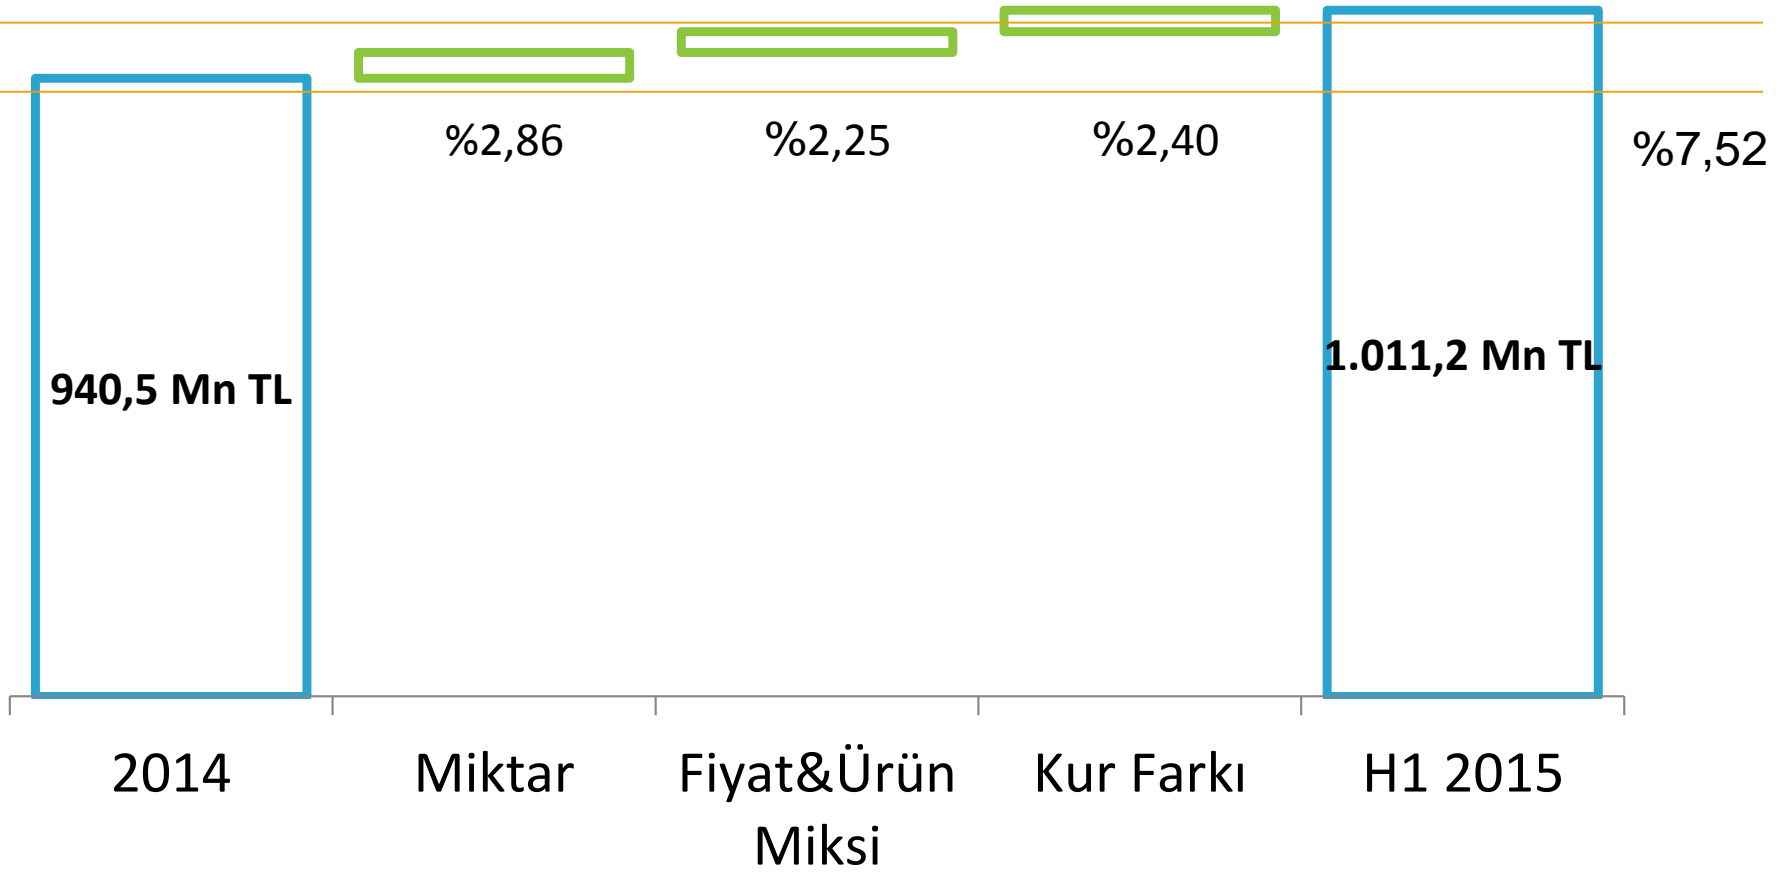 %2,86
%2,25
%2,40
%7,52
940,5 Mn TL
1.011,2 Mn TL
2014
Miktar
Fiyat&Ürün
Miksi
Kur Farkı
H1 2015